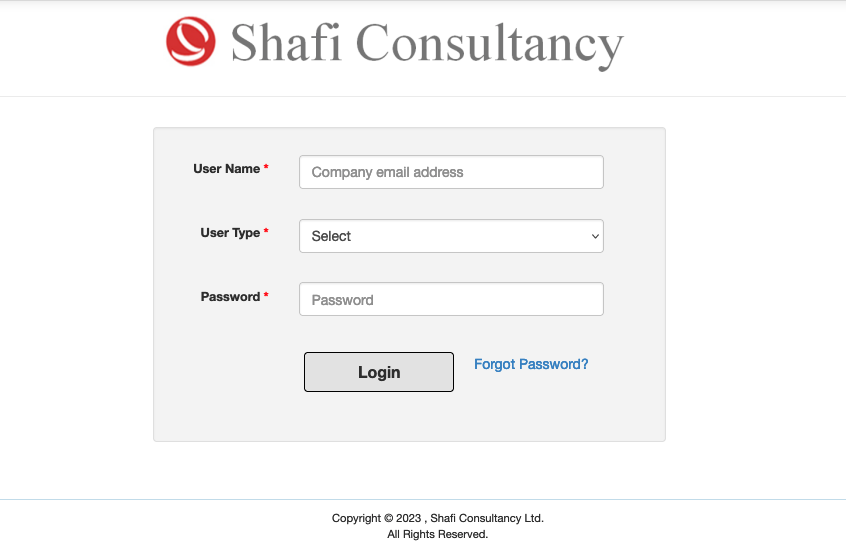 Shafi Consultancy
User Name *
Company email address
User Type *
Select
Password *
Password
Login
Forgot Password?
Copyright © 2023 , Shafi Consultancy Ltd.
All Rights Reserved.